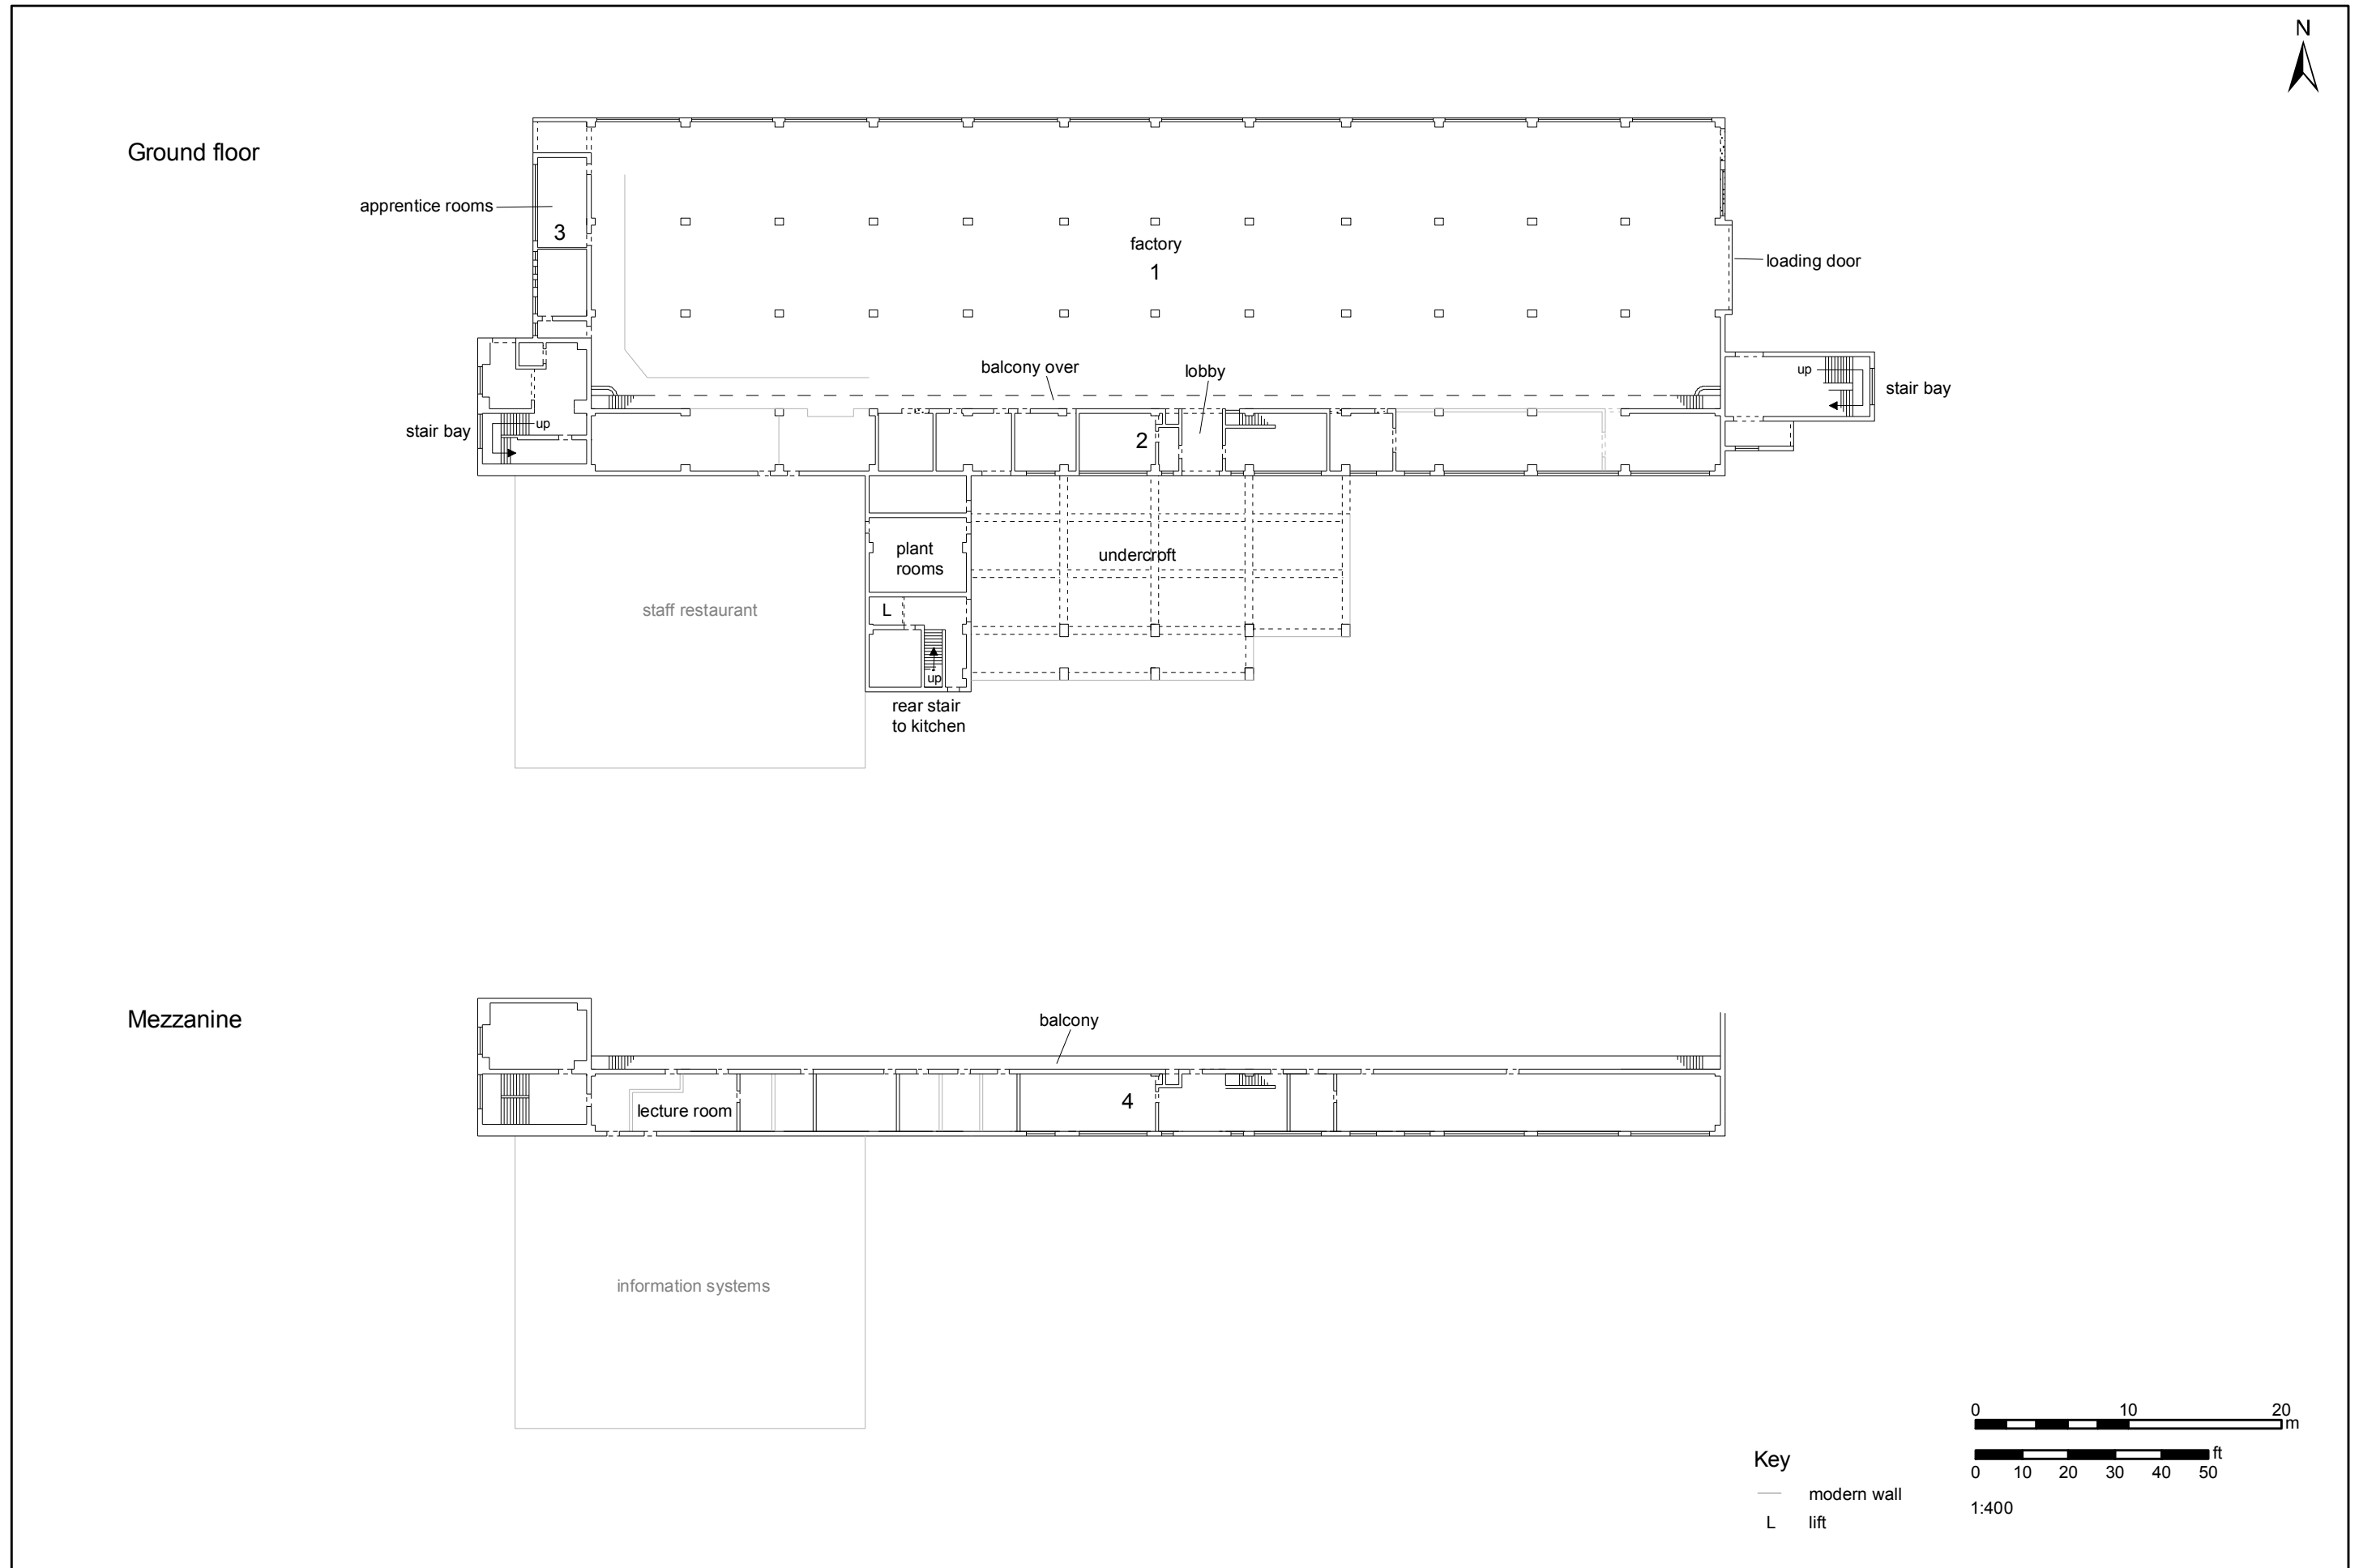 N
Ground floor
apprentice rooms
3
factory
1
loading door
balcony over
lobby
up
stair bay
stair bay
up
2
plant
rooms
undercroft
staff restaurant
L
up
rear stair
to kitchen
Mezzanine
balcony
lecture room
4
information systems
0 10 20
m
ft
0 10 20 30 40 50
1:400
Key
modern wall
L lift